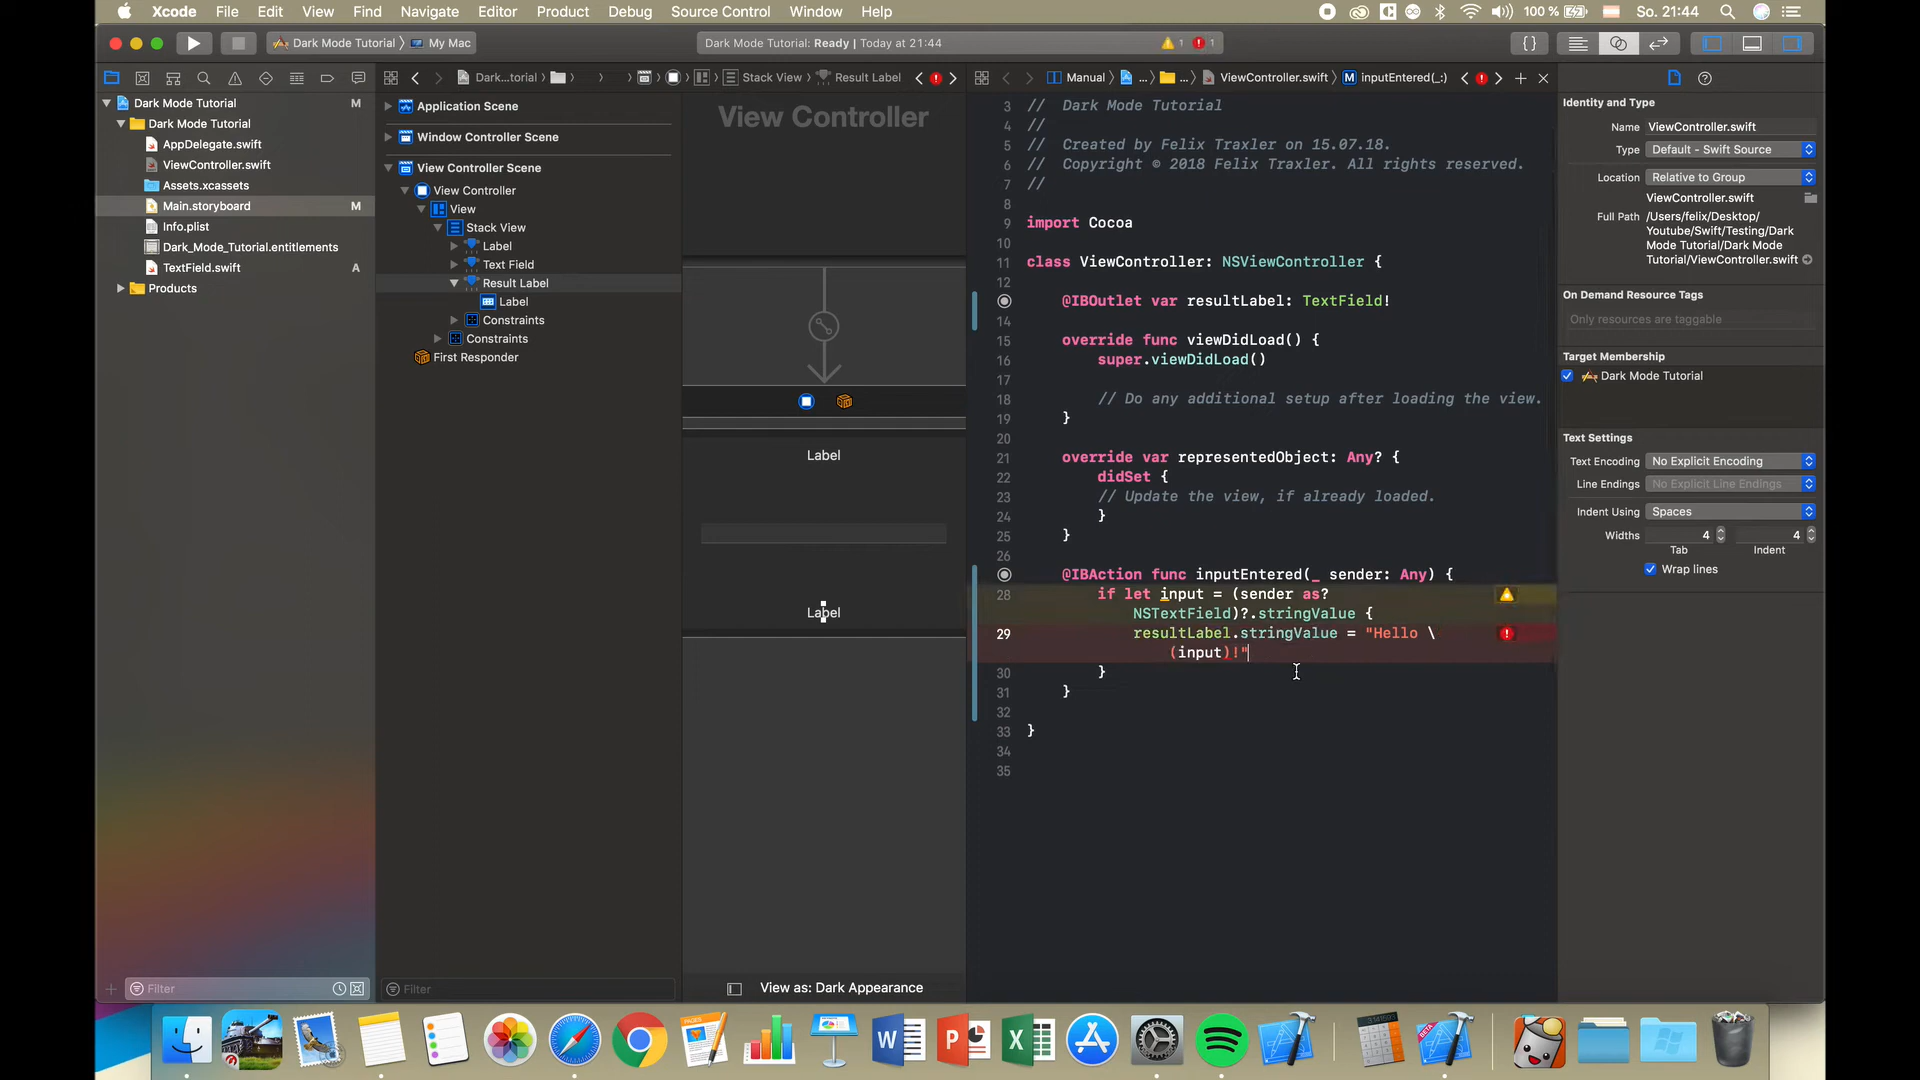 Xcode File Edit View Find Navigate Editor Product Debug Source Control Window Help 100 % So. 21:44
Dark Mode Tutorial My Mac
Dark Mode Tutorial: Ready | Today at 21:44 1 1
Dark...torial Stack View Result Label
Manual ... ... ViewController.swift inputEntered(_:)
Dark Mode Tutorial M
Dark Mode Tutorial
AppDelegate.swift
ViewController.swift
Assets.xcassets
Main.storyboard M
Info.plist
Dark_Mode_Tutorial.entitlements
TextField.swift A
Products
Filter
Application Scene
Window Controller Scene
View Controller Scene
View Controller
View
Stack View
Label
Text Field
Result Label
Label
Constraints
Constraints
First Responder
Filter
View Controller
Label
Label
View as: Dark Appearance
3 // Dark Mode Tutorial
4 //
5 // Created by Felix Traxler on 15.07.18.
6 // Copyright © 2018 Felix Traxler. All rights reserved.
7 //
8
9 import Cocoa
10
11 class ViewController: NSViewController {
12
@IBOutlet var resultLabel: TextField!
14
15 override func viewDidLoad() {
16 super.viewDidLoad()
17
18 // Do any additional setup after loading the view.
19 }
20
21 override var representedObject: Any? {
22 didSet {
23 // Update the view, if already loaded.
24 }
25 }
26
@IBAction func inputEntered(_ sender: Any) {
28 if let input = (sender as?
NSTextField)?.stringValue {
29 resultLabel.stringValue = "Hello \
(input)!"
30 }
31 }
32
33 }
34
35
Identity and Type
Name ViewController.swift
Type Default - Swift Source
Location Relative to Group
ViewController.swift
Full Path /Users/felix/Desktop/
Youtube/Swift/Testing/Dark
Mode Tutorial/Dark Mode
Tutorial/ViewController.swift
On Demand Resource Tags
Only resources are taggable
Target Membership
Dark Mode Tutorial
Text Settings
Text Encoding No Explicit Encoding
Line Endings No Explicit Line Endings
Indent Using Spaces
Widths 4 4
Tab Indent
Wrap lines